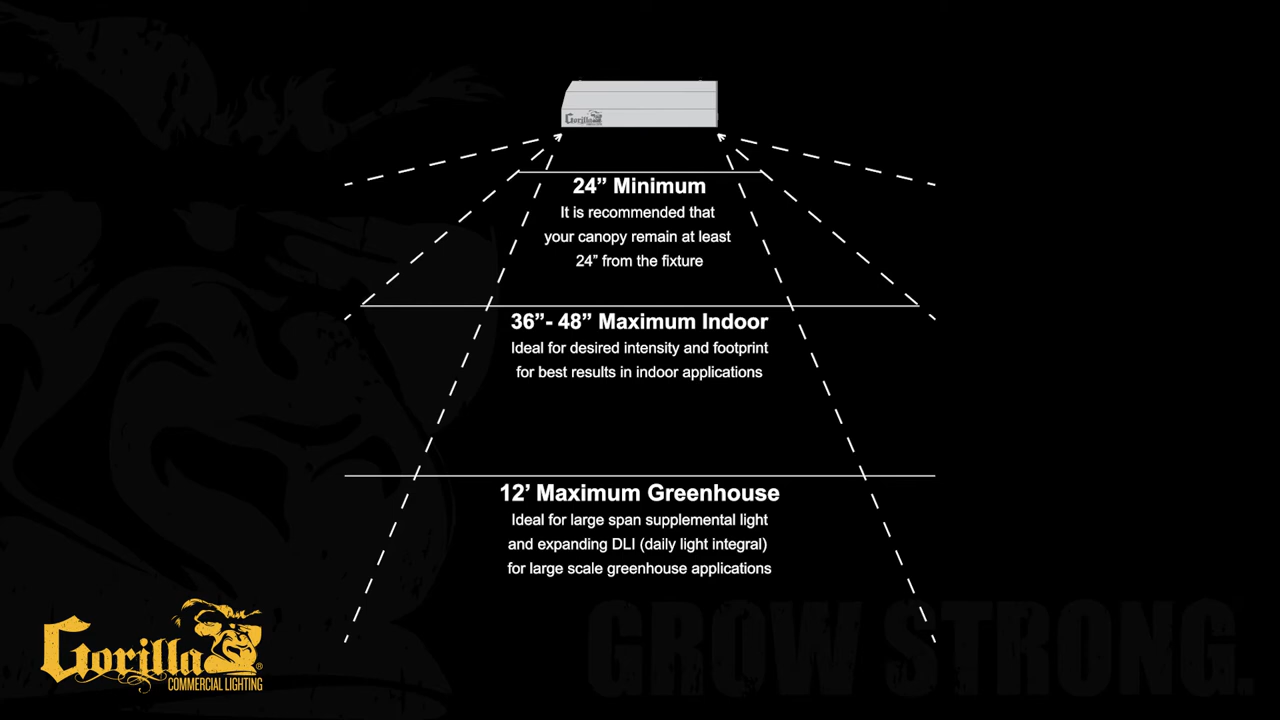 Gorilla
24” Minimum
It is recommended that
your canopy remain at least
24” from the fixture
36”- 48” Maximum Indoor
Ideal for desired intensity and footprint
for best results in indoor applications
12’ Maximum Greenhouse
Ideal for large span supplemental light
and expanding DLI (daily light integral)
for large scale greenhouse applications
Gorilla®
COMMERCIAL LIGHTING
GROW STRONG.